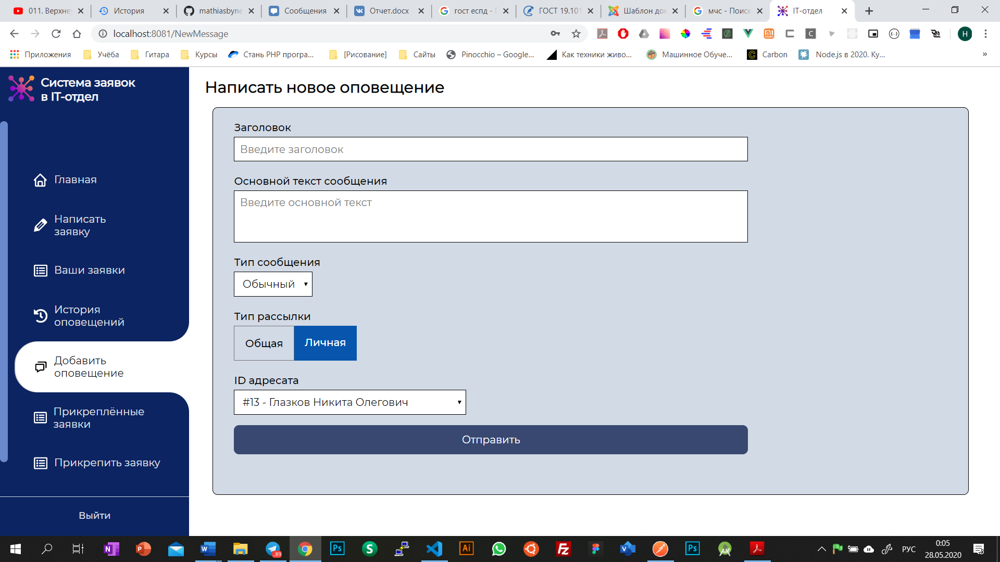 011. Верхне
История
mathiasbyne
Сообщения
Отчет.docx
гост еспд - П
ГОСТ 19.101
Шаблон док
мчс - Поиск
IT-отдел
localhost:8081/NewMessage
H
Приложения
Учёба
Гитара
Курсы
Стань PHP програ...
[Рисование]
Сайты
Pinocchio – Google...
Как техники живо...
Машинное Обуче...
Carbon
Node.js в 2020. Ку...
»
Система заявок
в IT-отдел
Главная
Написать
заявку
Ваши заявки
История
оповещений
Добавить
оповещение
Прикреплённые
заявки
Прикрепить заявку
Выйти
Написать новое оповещение
Заголовок
Введите заголовок
Основной текст сообщения
Введите основной текст
Тип сообщения
Обычный
Тип рассылки
Общая
Личная
ID адресата
#13 - Глазков Никита Олегович
Отправить
..89
РУС
0:05
28.05.2020